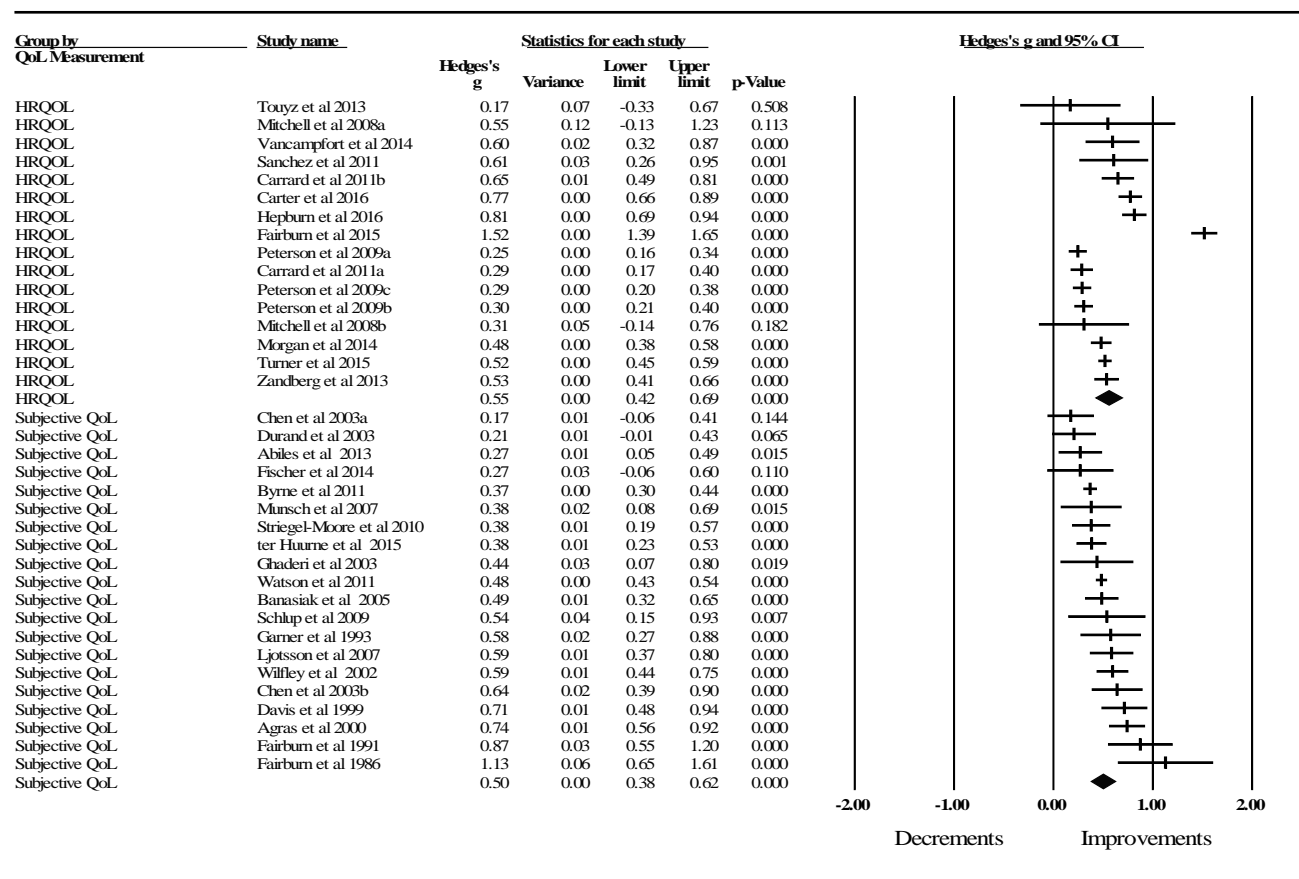 Group by Study name Statistics for each study Hedges's g and 95% CI
QoL Measurement
Hedges's Lower Upper
g Variance limit limit p-Value
HRQOL Touyz et al 2013 0.17 0.07 -0.33 0.67 0.508
HRQOL Mitchell et al 2008a 0.55 0.12 -0.13 1.23 0.113
HRQOL Vancampfort et al 2014 0.60 0.02 0.32 0.87 0.000
HRQOL Sanchez et al 2011 0.61 0.03 0.26 0.95 0.001
HRQOL Carrard et al 2011b 0.65 0.01 0.49 0.81 0.000
HRQOL Carter et al 2016 0.77 0.00 0.66 0.89 0.000
HRQOL Hepburn et al 2016 0.81 0.00 0.69 0.94 0.000
HRQOL Fairburn et al 2015 1.52 0.00 1.39 1.65 0.000
HRQOL Peterson et al 2009a 0.25 0.00 0.16 0.34 0.000
HRQOL Carrard et al 2011a 0.29 0.00 0.17 0.40 0.000
HRQOL Peterson et al 2009c 0.29 0.00 0.20 0.38 0.000
HRQOL Peterson et al 2009b 0.30 0.00 0.21 0.40 0.000
HRQOL Mitchell et al 2008b 0.31 0.05 -0.14 0.76 0.182
HRQOL Morgan et al 2014 0.48 0.00 0.38 0.58 0.000
HRQOL Turner et al 2015 0.52 0.00 0.45 0.59 0.000
HRQOL Zandberg et al 2013 0.53 0.00 0.41 0.66 0.000
HRQOL 0.55 0.00 0.42 0.69 0.000
Subjective QoL Chen et al 2003a 0.17 0.01 -0.06 0.41 0.144
Subjective QoL Durand et al 2003 0.21 0.01 -0.01 0.43 0.065
Subjective QoL Abiles et al 2013 0.27 0.01 0.05 0.49 0.015
Subjective QoL Fischer et al 2014 0.27 0.03 -0.06 0.60 0.110
Subjective QoL Byrne et al 2011 0.37 0.00 0.30 0.44 0.000
Subjective QoL Munsch et al 2007 0.38 0.02 0.08 0.69 0.015
Subjective QoL Striegel-Moore et al 2010 0.38 0.01 0.19 0.57 0.000
Subjective QoL ter Huurne et al 2015 0.38 0.01 0.23 0.53 0.000
Subjective QoL Ghaderi et al 2003 0.44 0.03 0.07 0.80 0.019
Subjective QoL Watson et al 2011 0.48 0.00 0.43 0.54 0.000
Subjective QoL Banasiak et al 2005 0.49 0.01 0.32 0.65 0.000
Subjective QoL Schlup et al 2009 0.54 0.04 0.15 0.93 0.007
Subjective QoL Garner et al 1993 0.58 0.02 0.27 0.88 0.000
Subjective QoL Ljotsson et al 2007 0.59 0.01 0.37 0.80 0.000
Subjective QoL Wilfley et al 2002 0.59 0.01 0.44 0.75 0.000
Subjective QoL Chen et al 2003b 0.64 0.02 0.39 0.90 0.000
Subjective QoL Davis et al 1999 0.71 0.01 0.48 0.94 0.000
Subjective QoL Agras et al 2000 0.74 0.01 0.56 0.92 0.000
Subjective QoL Fairburn et al 1991 0.87 0.03 0.55 1.20 0.000
Subjective QoL Fairburn et al 1986 1.13 0.06 0.65 1.61 0.000
Subjective QoL 0.50 0.00 0.38 0.62 0.000
-2.00 -1.00 0.00 1.00 2.00
Decrements Improvements